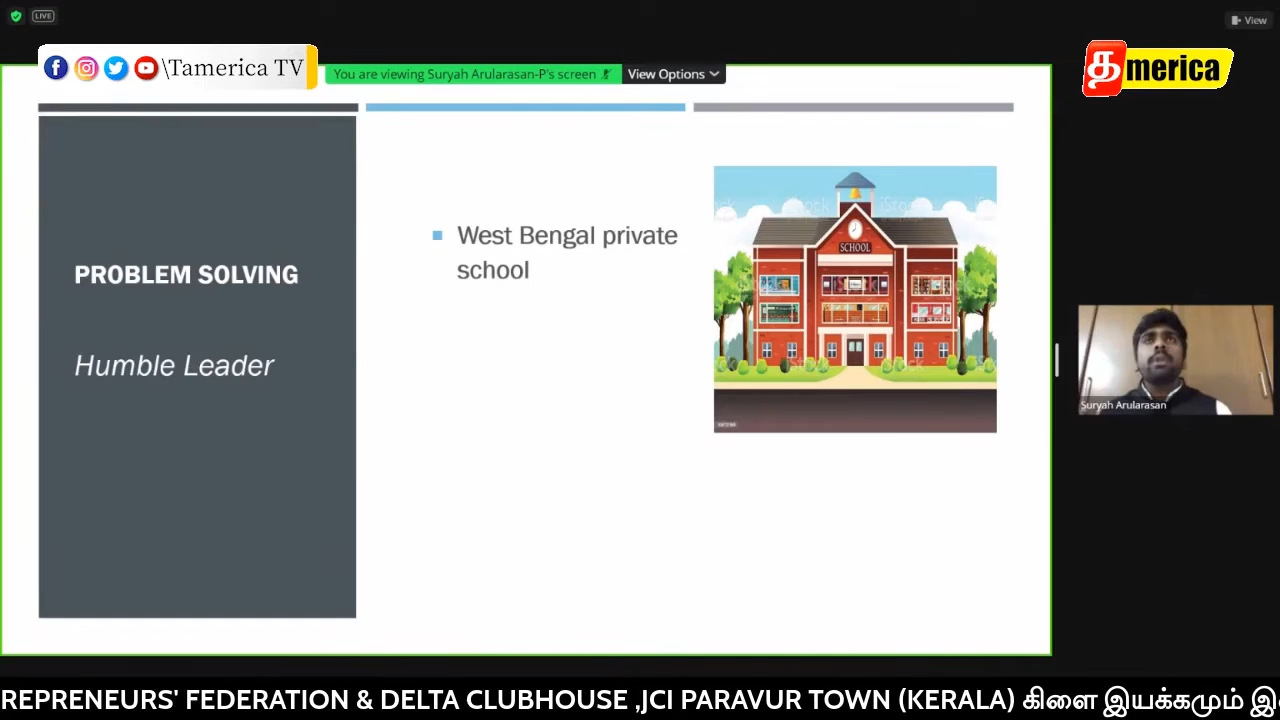 LIVE
View
\Tamerica TV
You are viewing Suryah Arularasan-P's screen
View Options
தmerica
PROBLEM SOLVING
Humble Leader
West Bengal private
school
SCHOOL
Suryah Arularasan
REPRENEURS' FEDERATION & DELTA CLUBHOUSE ,JCI PARAVUR TOWN (KERALA) கிளை இயக்கமும் இ